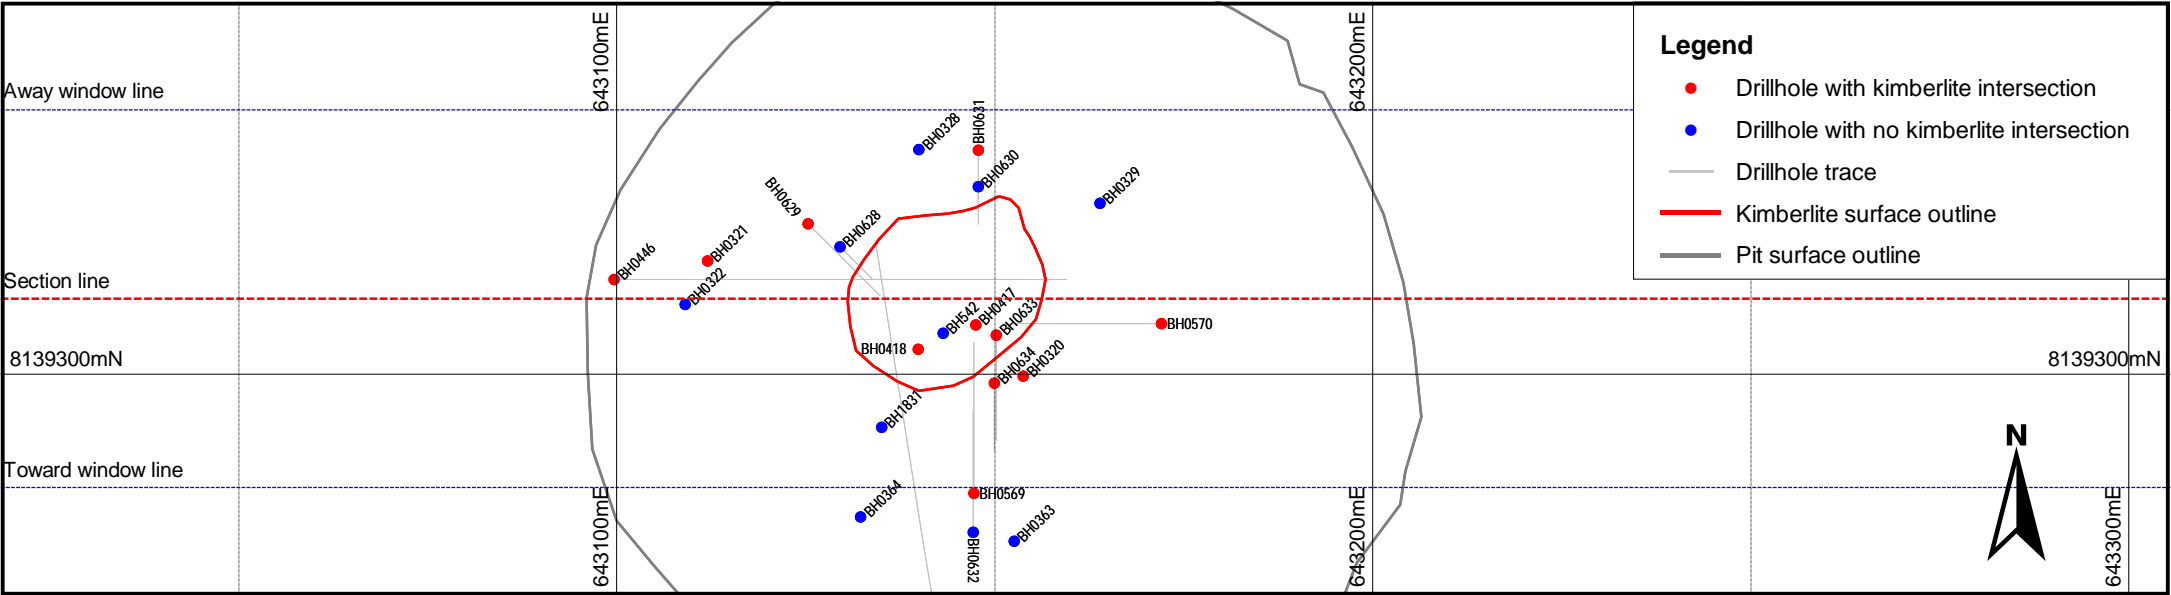 643100mE
643200mE
Legend
Away window line
Drillhole with kimberlite intersection
Drillhole with no kimberlite intersection
Drillhole trace
Kimberlite surface outline
Pit surface outline
BH0328
BH0631
BH0630
BH0329
BH0629
BH0628
BH0321
BH0446
BH0322
Section line
BH542
BH0417
BH0633
BH0570
BH0418
BH0634
BH0320
8139300mN
8139300mN
BH1831
N
Toward window line
BH0364
BH0569
BH0363
BH0632
643100mE
643200mE
643300mE